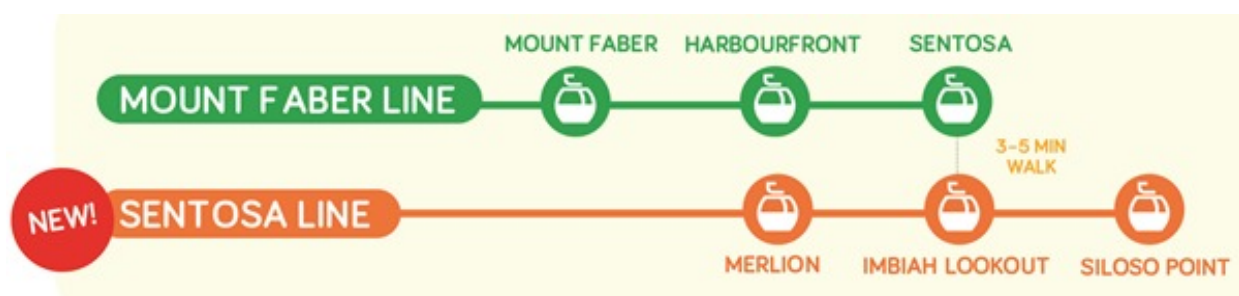 MOUNT FABER HARBOURFRONT SENTOSA
MOUNT FABER LINE
3-5 MIN
WALK
NEW! SENTOSA LINE
MERLION IMBIAH LOOKOUT SILOSO POINT